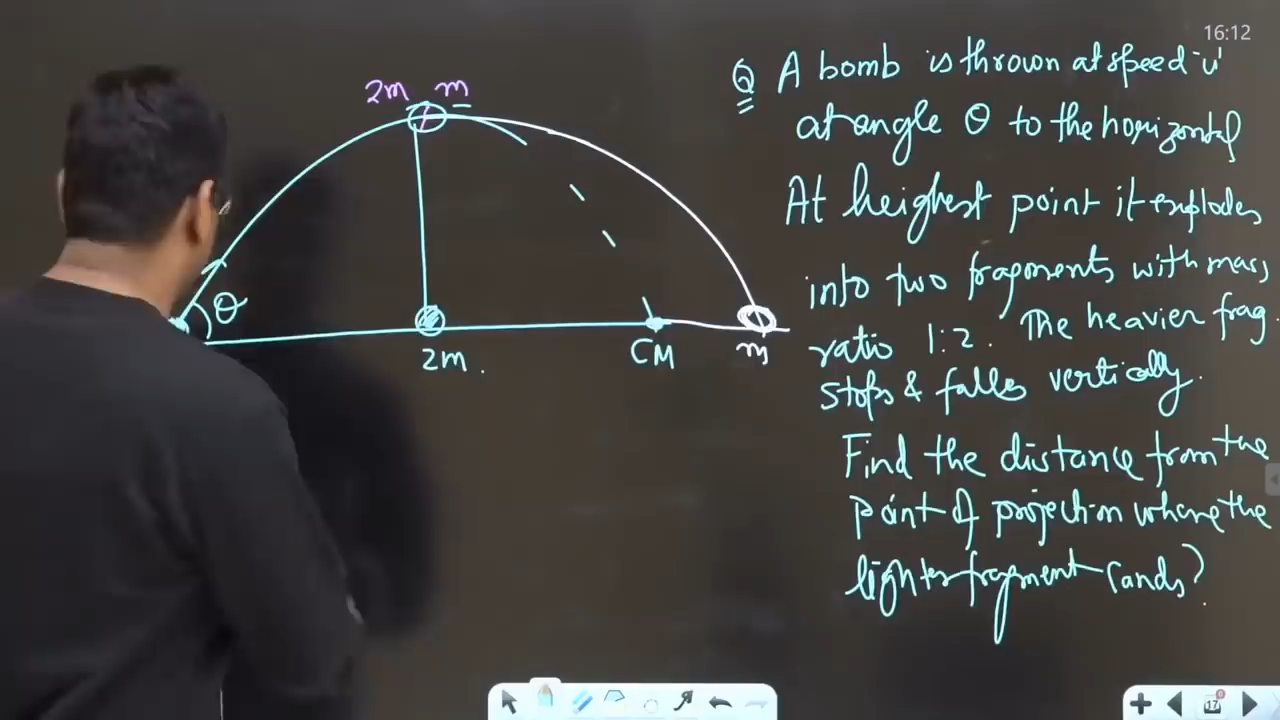 16:12
Q A bomb is thrown at speed 'u'
at angle θ to the horizontal
At heighest point it explodes
into two fragments with mass
ratio 1:2. The heavier frag.
stops & falls vertically.
Find the distance from the
point of projection where the
lighter fragment lands?
2m m
θ
2m.
CM
m
17